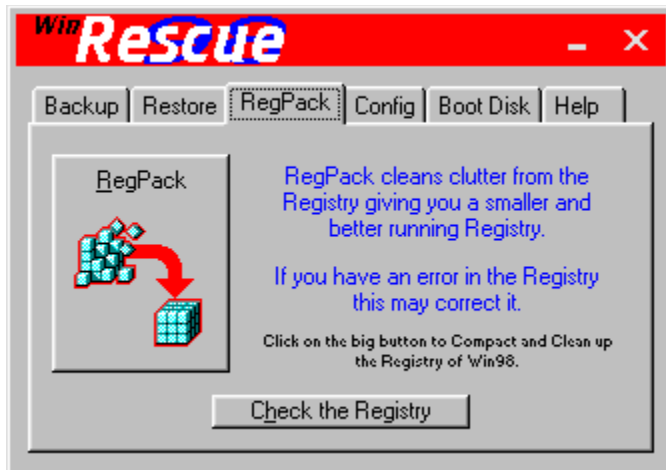 WinRescue
Backup Restore RegPack Config Boot Disk Help
RegPack
RegPack cleans clutter from the
Registry giving you a smaller and
better running Registry.
If you have an error in the Registry
this may correct it.
Click on the big button to Compact and Clean up
the Registry of Win98.
Check the Registry